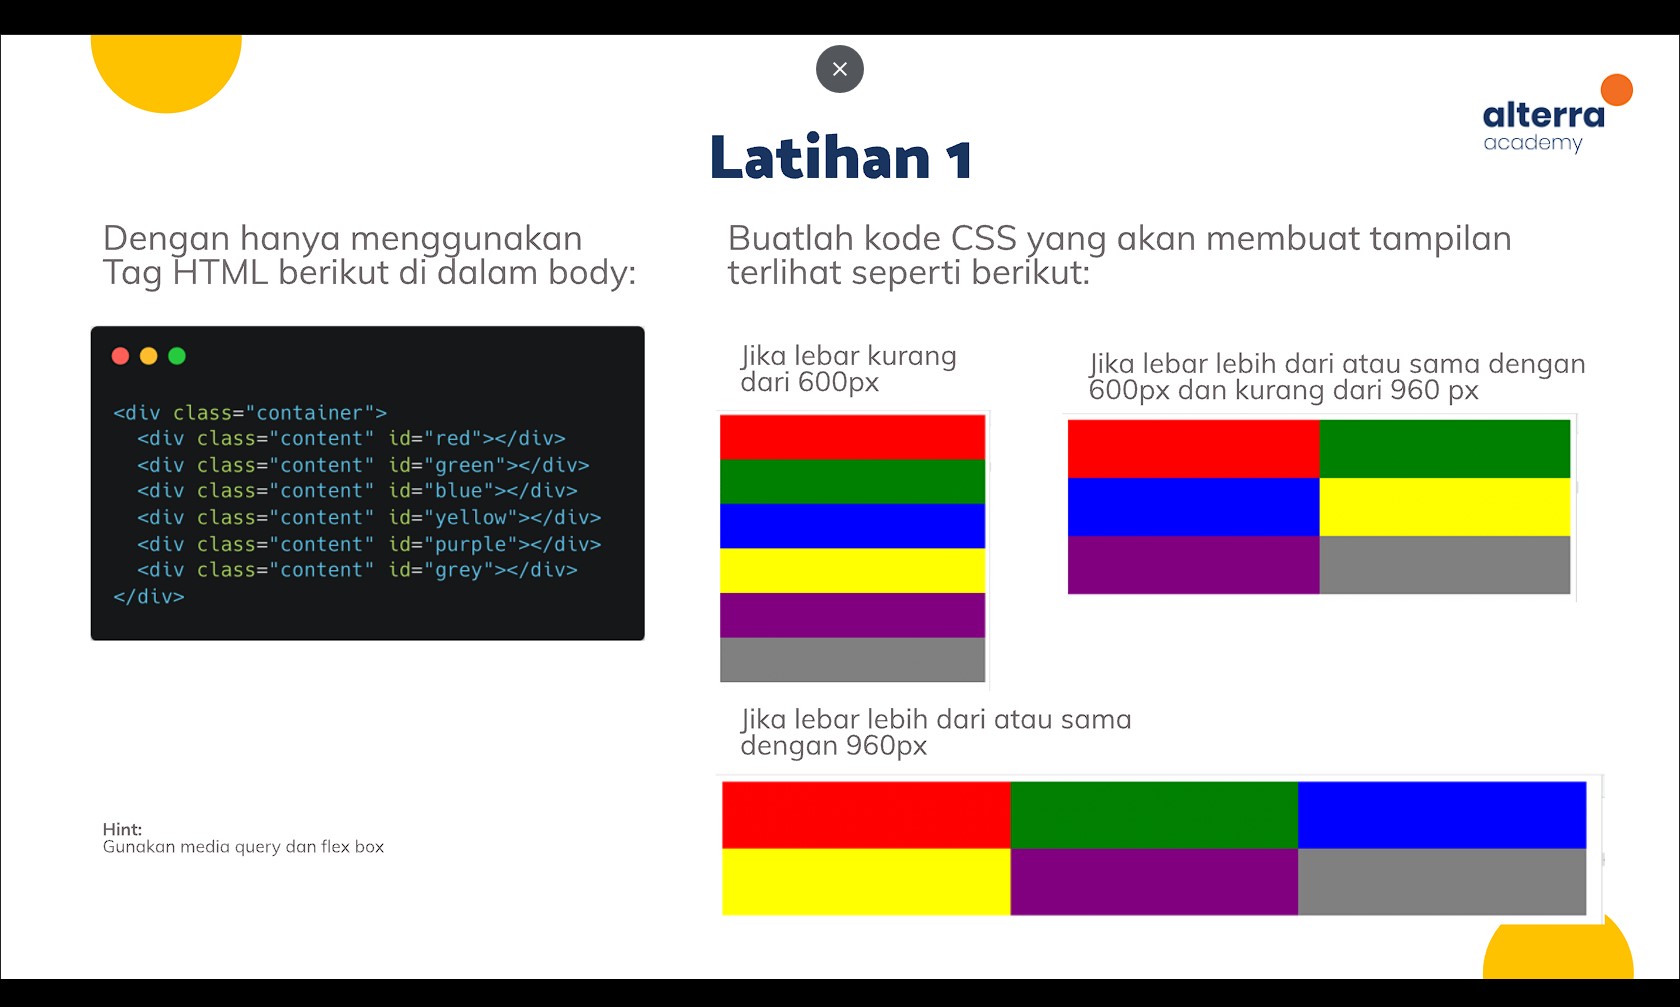 alterra
academy
Latihan 1
Dengan hanya menggunakan
Tag HTML berikut di dalam body:
<div class="container">
  <div class="content" id="red"></div>
  <div class="content" id="green"></div>
  <div class="content" id="blue"></div>
  <div class="content" id="yellow"></div>
  <div class="content" id="purple"></div>
  <div class="content" id="grey"></div>
</div>
Hint:
Gunakan media query dan flex box
Buatlah kode CSS yang akan membuat tampilan
terlihat seperti berikut:
Jika lebar kurang
dari 600px
Jika lebar lebih dari atau sama dengan
600px dan kurang dari 960 px
Jika lebar lebih dari atau sama
dengan 960px